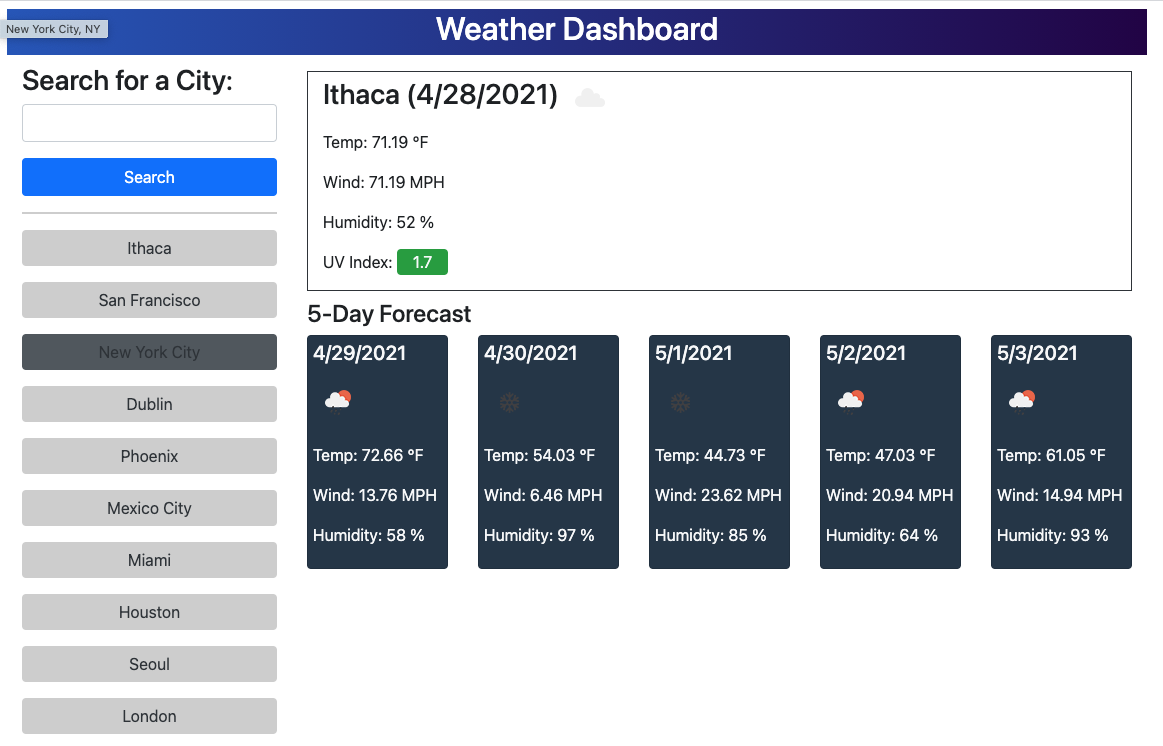 Weather Dashboard
New York City, NY
Search for a City:
Search
Ithaca
San Francisco
New York City
Dublin
Phoenix
Mexico City
Miami
Houston
Seoul
London
Ithaca (4/28/2021)
Temp: 71.19 °F
Wind: 71.19 MPH
Humidity: 52 %
UV Index: 1.7
5-Day Forecast
4/29/2021
Temp: 72.66 °F
Wind: 13.76 MPH
Humidity: 58 %
4/30/2021
Temp: 54.03 °F
Wind: 6.46 MPH
Humidity: 97 %
5/1/2021
Temp: 44.73 °F
Wind: 23.62 MPH
Humidity: 85 %
5/2/2021
Temp: 47.03 °F
Wind: 20.94 MPH
Humidity: 64 %
5/3/2021
Temp: 61.05 °F
Wind: 14.94 MPH
Humidity: 93 %